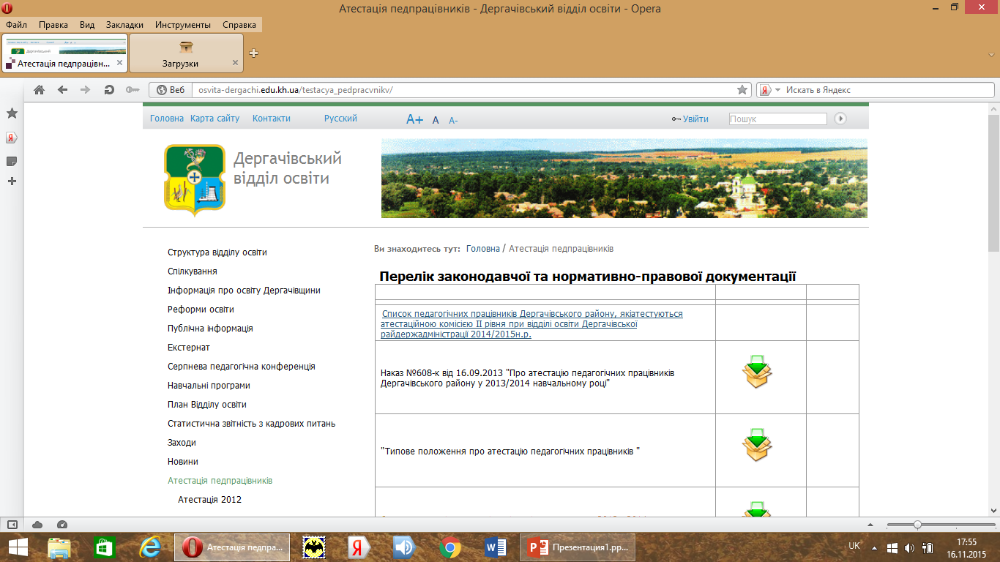 Атестація педпрацівників - Дергачівський відділ освіти - Opera
Файл Правка Вид Закладки Инструменты Справка
Атестація педпрацівн...
Загрузки
Веб osvita-dergachi.edu.kh.ua/testacya_pedpracvnikv/
Искать в Яндекс
Головна Карта сайту Контакти Русский A+ A A- Увійти Пошук
Дергачівський
відділ освіти
Структура відділу освіти
Спілкування
Інформація про освіту Дергачівщини
Реформи освіти
Публічна інформація
Екстернат
Серпнева педагогічна конференція
Навчальні програми
План Відділу освіти
Статистична звітність з кадрових питань
Заходи
Новини
Атестація педпрацівників
Атестація 2012
Ви знаходитесь тут: Головна / Атестація педпрацівників
Перелік законодавчої та нормативно-правової документації
Список педагогічних працівників Дергачівського району, якіатестуються
атестаційною комісією ІІ рівня при відділі освіти Дергачівської
райдержадміністрації 2014/2015н.р.
Наказ №608-к від 16.09.2013 "Про атестацію педагогічних працівників
Дергачівського району у 2013/2014 навчальному році"
"Типове положення про атестацію педагогічних працівників "
Атестація педпра...
Презентация1.pp...
UK
17:55
16.11.2015